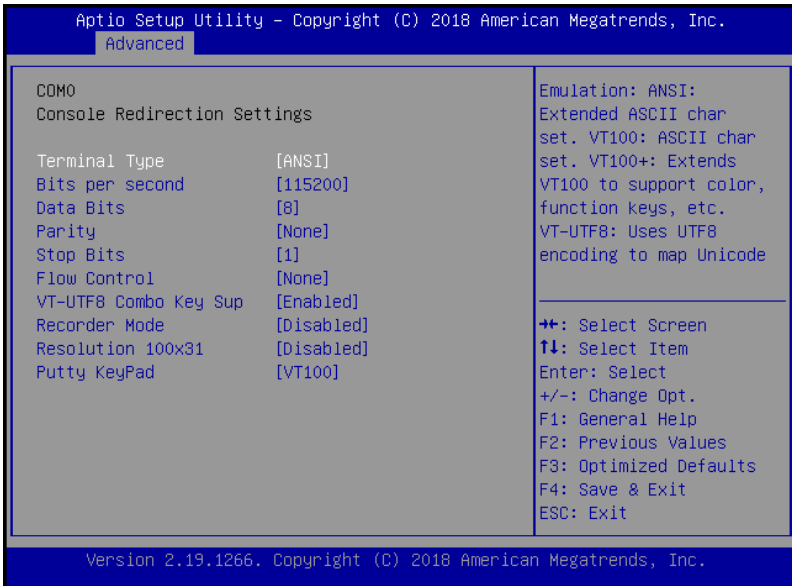 Aptio Setup Utility – Copyright (C) 2018 American Megatrends, Inc.
Advanced
COM0
Console Redirection Settings
Terminal Type [ANSI]
Bits per second [115200]
Data Bits [8]
Parity [None]
Stop Bits [1]
Flow Control [None]
VT-UTF8 Combo Key Sup [Enabled]
Recorder Mode [Disabled]
Resolution 100x31 [Disabled]
Putty KeyPad [VT100]
Emulation: ANSI:
Extended ASCII char
set. VT100: ASCII char
set. VT100+: Extends
VT100 to support color,
function keys, etc.
VT-UTF8: Uses UTF8
encoding to map Unicode
→←: Select Screen
↑↓: Select Item
Enter: Select
+/-: Change Opt.
F1: General Help
F2: Previous Values
F3: Optimized Defaults
F4: Save & Exit
ESC: Exit
Version 2.19.1266. Copyright (C) 2018 American Megatrends, Inc.